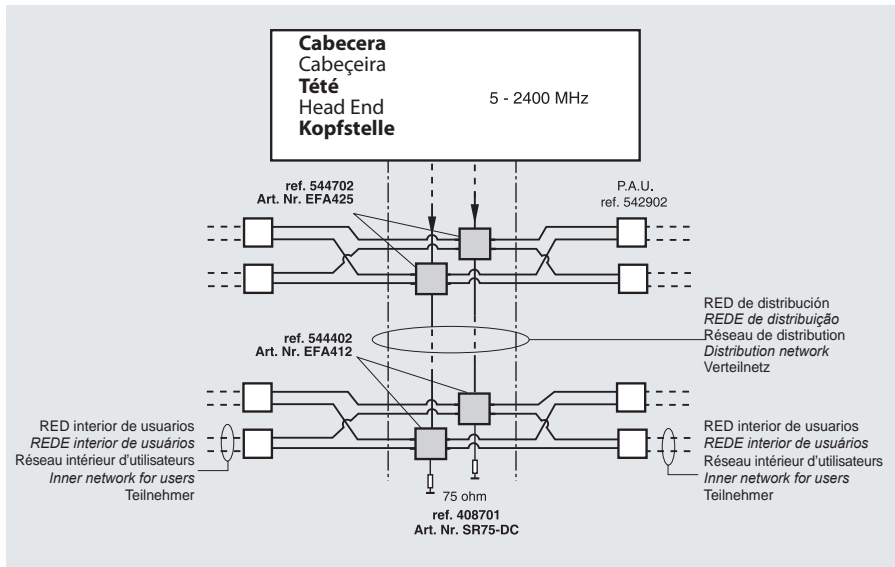 Cabecera
Cabeçeira
Tété
Head End
Kopfstelle
5 - 2400 MHz
ref. 544702
Art. Nr. EFA425
P.A.U.
ref. 542902
RED de distribución
REDE de distribuição
Réseau de distribution
Distribution network
Verteilnetz
ref. 544402
Art. Nr. EFA412
RED interior de usuarios
REDE interior de usuários
Réseau intérieur d'utilisateurs
Inner network for users
Teilnehmer
RED interior de usuarios
REDE interior de usuários
Réseau intérieur d'utilisateurs
Inner network for users
Teilnehmer
75 ohm
ref. 408701
Art. Nr. SR75-DC